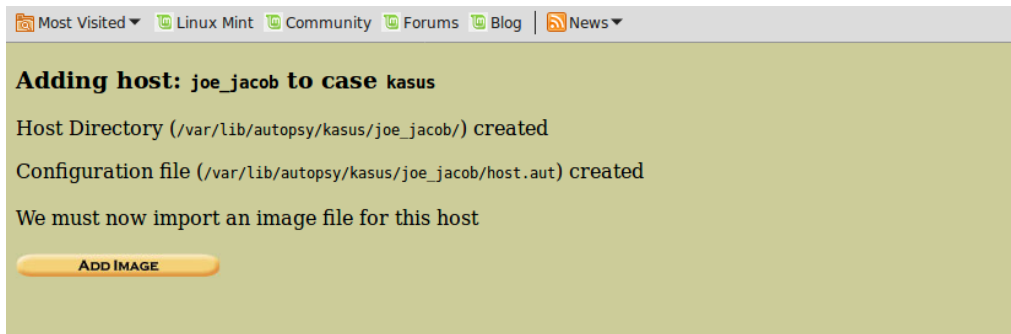 Most Visited Linux Mint Community Forums Blog News
Adding host: joe_jacob to case kasus
Host Directory (/var/lib/autopsy/kasus/joe_jacob/) created
Configuration file (/var/lib/autopsy/kasus/joe_jacob/host.aut) created
We must now import an image file for this host
ADD IMAGE